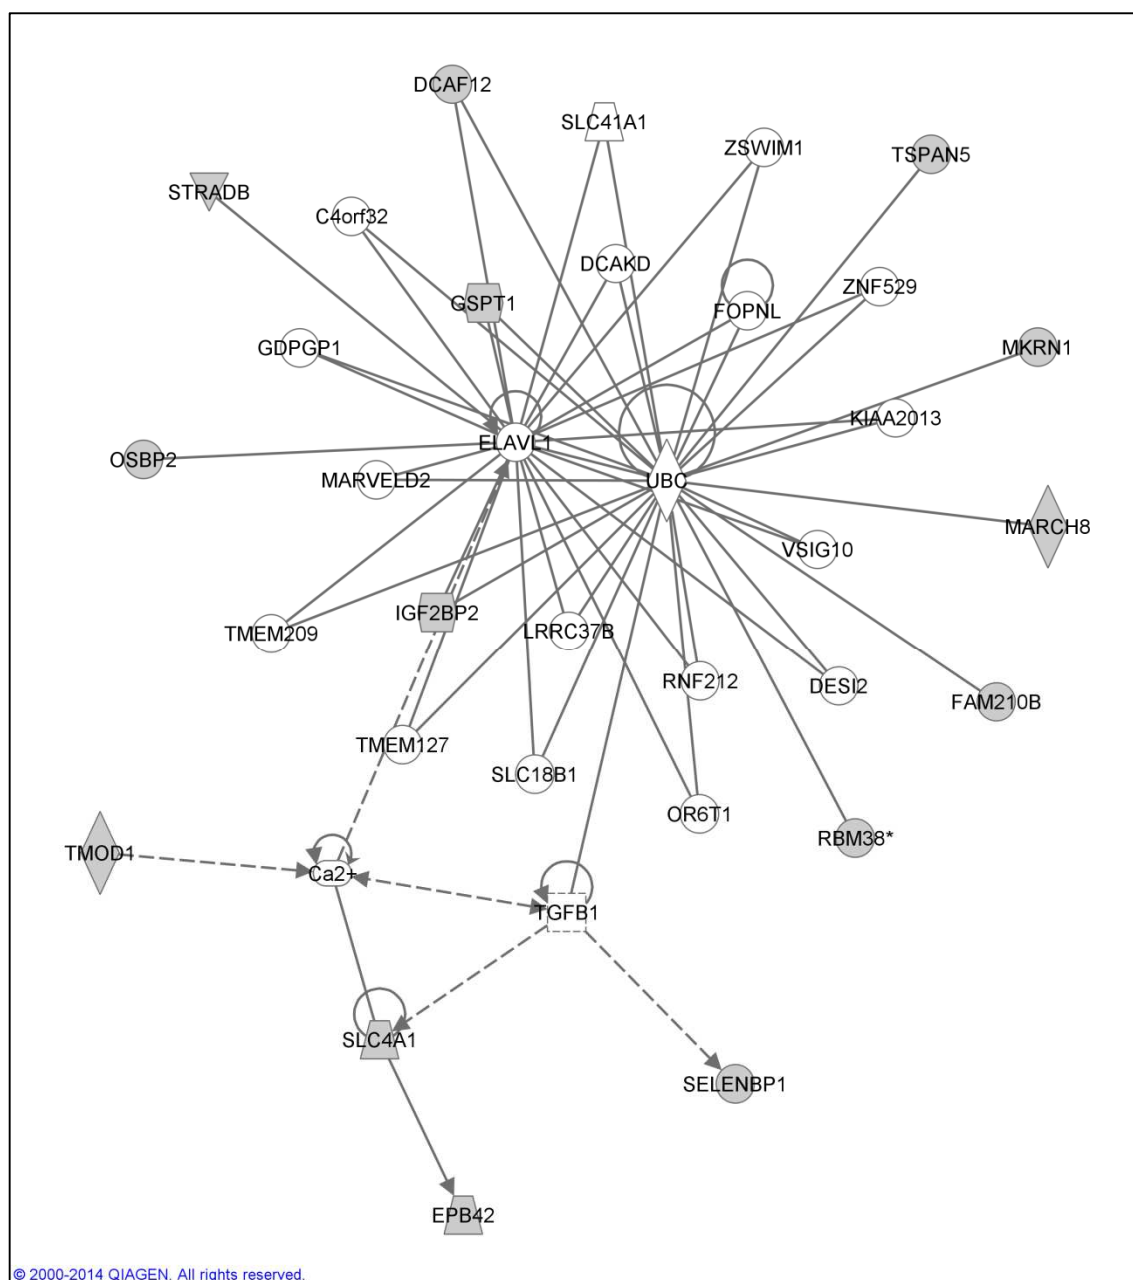 DCAF12
SLC41A1
ZSWIM1
TSPAN5
STRADB
C4orf32
DCAKD
ZNF529
GSPT1
FOPNL
GDPGP1
MKRN1
KIAA2013
ELAVL1
OSBP2
MARVELD2
UBC
MARCH8
VSIG10
IGF2BP2
TMEM209
LRRC37B
RNF212
DESI2
FAM210B
TMEM127
SLC18B1
OR6T1
RBM38*
TMOD1
Ca2+
TGFB1
SLC4A1
SELENBP1
EPB42
© 2000-2014 QIAGEN. All rights reserved.